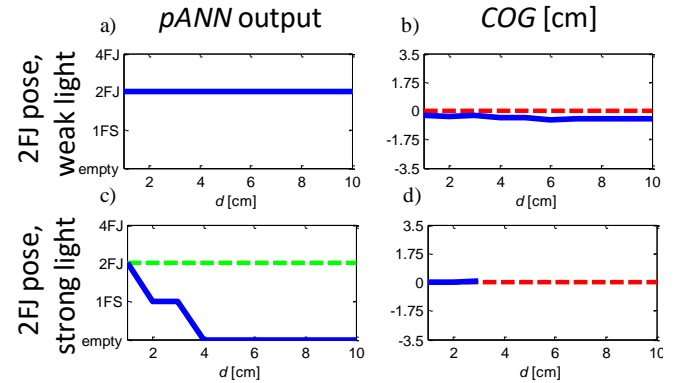 pANN output
COG [cm]
2FJ pose,
weak light
a)
4FJ
2FJ
1FS
empty
2 4 6 8 10
d [cm]
b)
3.5
1.75
0
-1.75
-3.5
2 4 6 8 10
d [cm]
2FJ pose,
strong light
c)
4FJ
2FJ
1FS
empty
2 4 6 8 10
d [cm]
d)
3.5
1.75
0
-1.75
-3.5
2 4 6 8 10
d [cm]